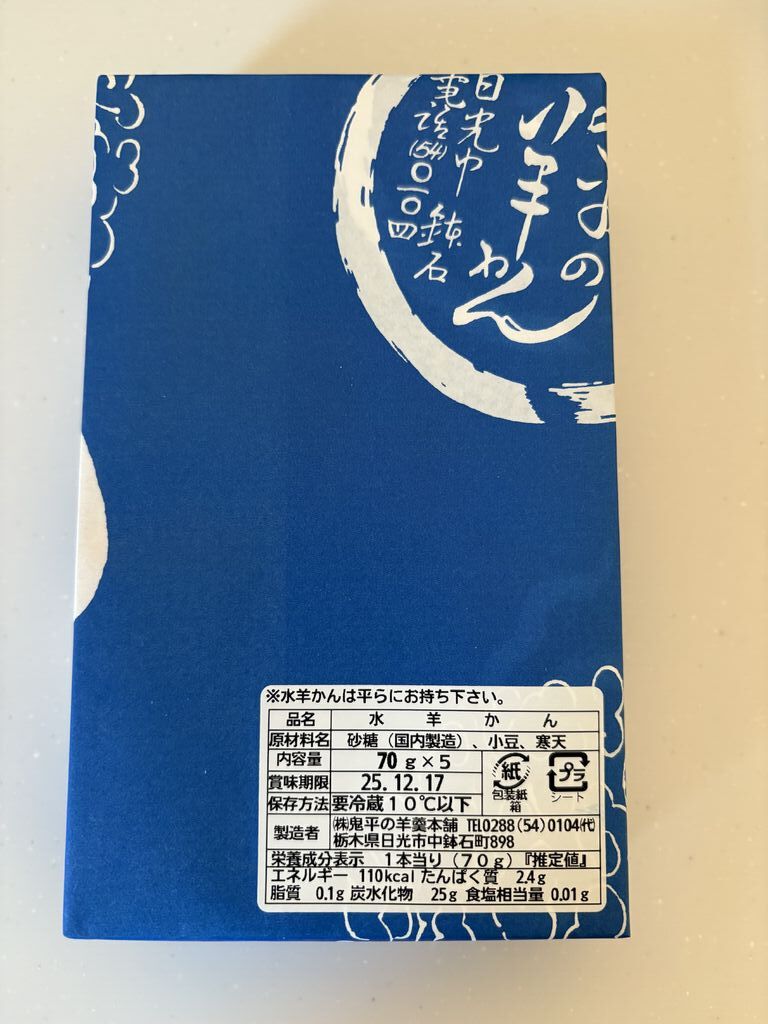 羊かん
の
日光市 鉢石
電話(54)〇一〇四
※水羊かんは平らにお持ち下さい。
品名 水羊かん
原材料名 砂糖（国内製造）、小豆、寒天
内容量 70g×5
賞味期限 25.12.17
保存方法 要冷蔵10℃以下
紙 包装紙 箱
プラ シート
製造者 ㈱鬼平の羊羹本舗 TEL0288(54)0104㈹
栃木県日光市中鉢石町898
栄養成分表示 1本当り（70g）『推定値』
エネルギー 110kcal たんぱく質 2.4g
脂質 0.1g 炭水化物 25g 食塩相当量 0.01g